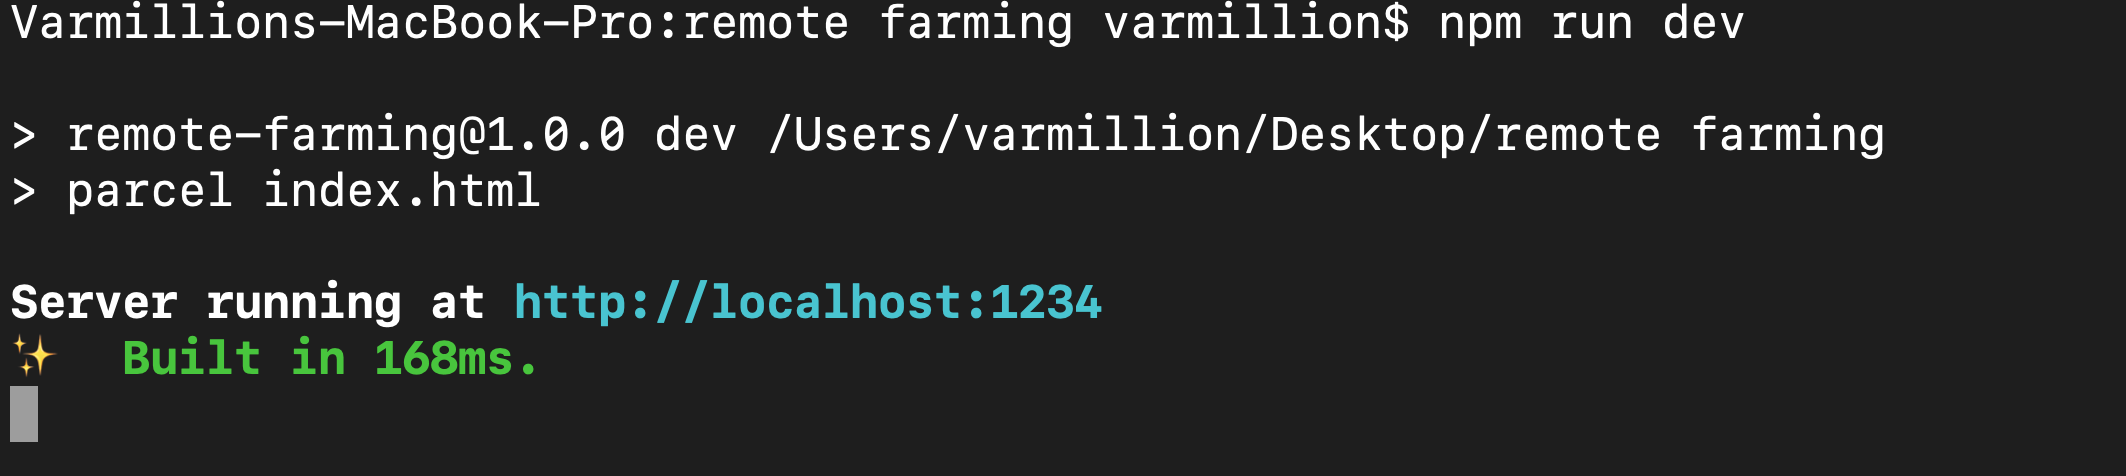 Varmillions-MacBook-Pro:remote farming varmillion$ npm run dev
> remote-farming@1.0.0 dev /Users/varmillion/Desktop/remote farming
> parcel index.html
Server running at http://localhost:1234
✨ Built in 168ms.